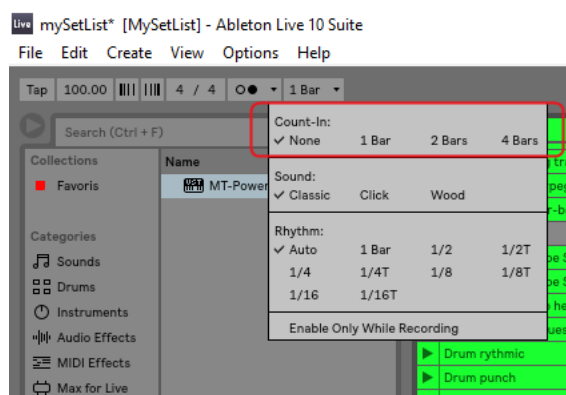 Live mySetList* [MySetList] - Ableton Live 10 Suite
File Edit Create View Options Help
Tap 100.00 4 / 4 1 Bar
Search (Ctrl + F)
Count-In:
None 1 Bar 2 Bars 4 Bars
Collections Name
Favoris MT-Power
Sound:
Classic Click Wood
Categories
Rhythm:
Auto 1 Bar 1/2 1/2T
Sounds
1/4 1/4T 1/8 1/8T
Drums
1/16 1/16T
Instruments
Enable Only While Recording
Audio Effects
MIDI Effects Drum rythmic
Max for Live Drum punch